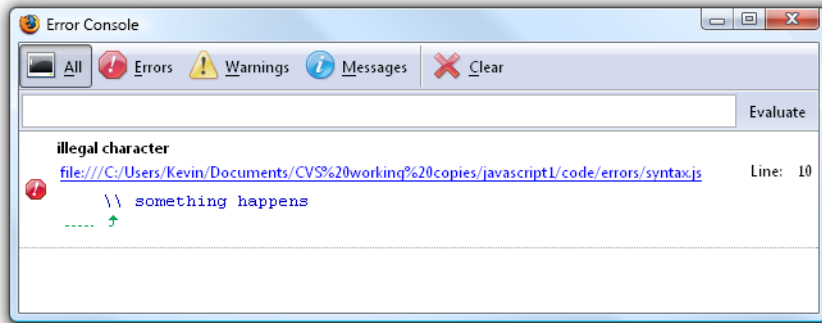 Error Console
All Errors Warnings Messages Clear
Evaluate
illegal character
file:///C:/Users/Kevin/Documents/CVS%20working%20copies/javascript1/code/errors/syntax.js Line: 10
\\ something happens